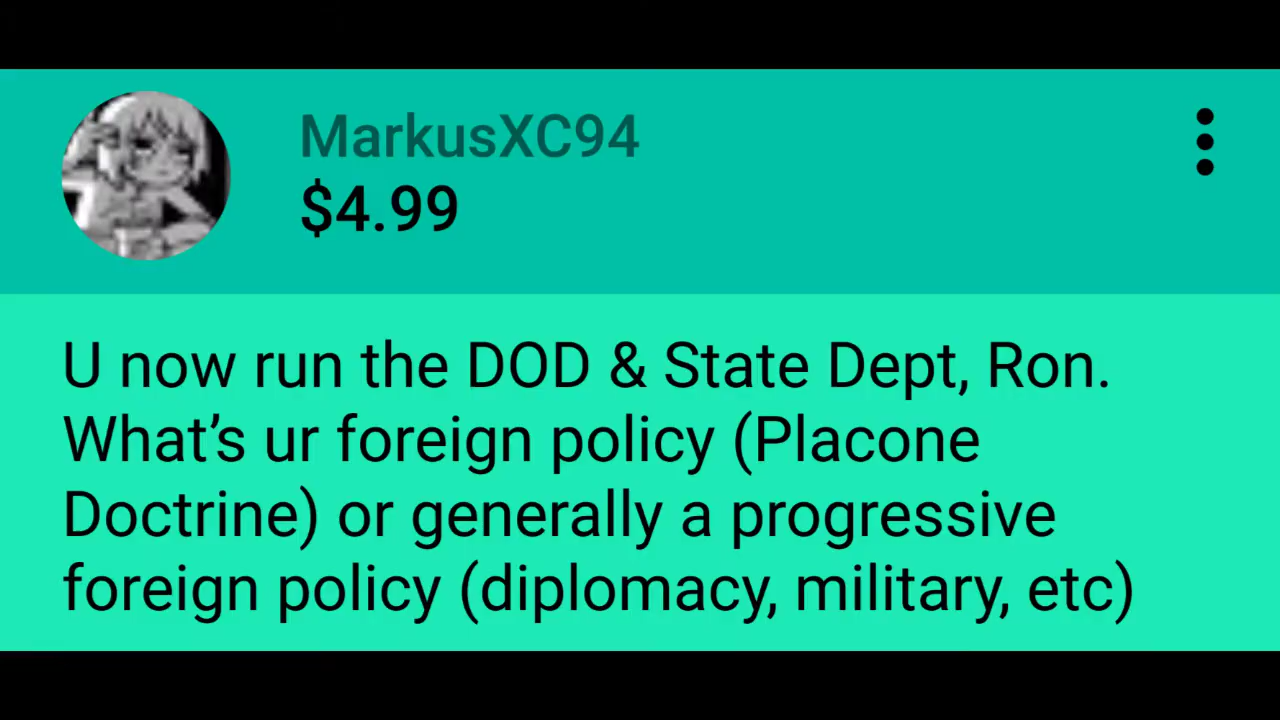 MarkusXC94
$4.99
U now run the DOD & State Dept, Ron.
What’s ur foreign policy (Placone
Doctrine) or generally a progressive
foreign policy (diplomacy, military, etc)